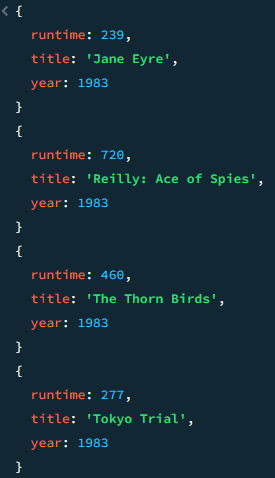 {
runtime: 239,
title: 'Jane Eyre',
year: 1983
}
{
runtime: 720,
title: 'Reilly: Ace of Spies',
year: 1983
}
{
runtime: 460,
title: 'The Thorn Birds',
year: 1983
}
{
runtime: 277,
title: 'Tokyo Trial',
year: 1983
}